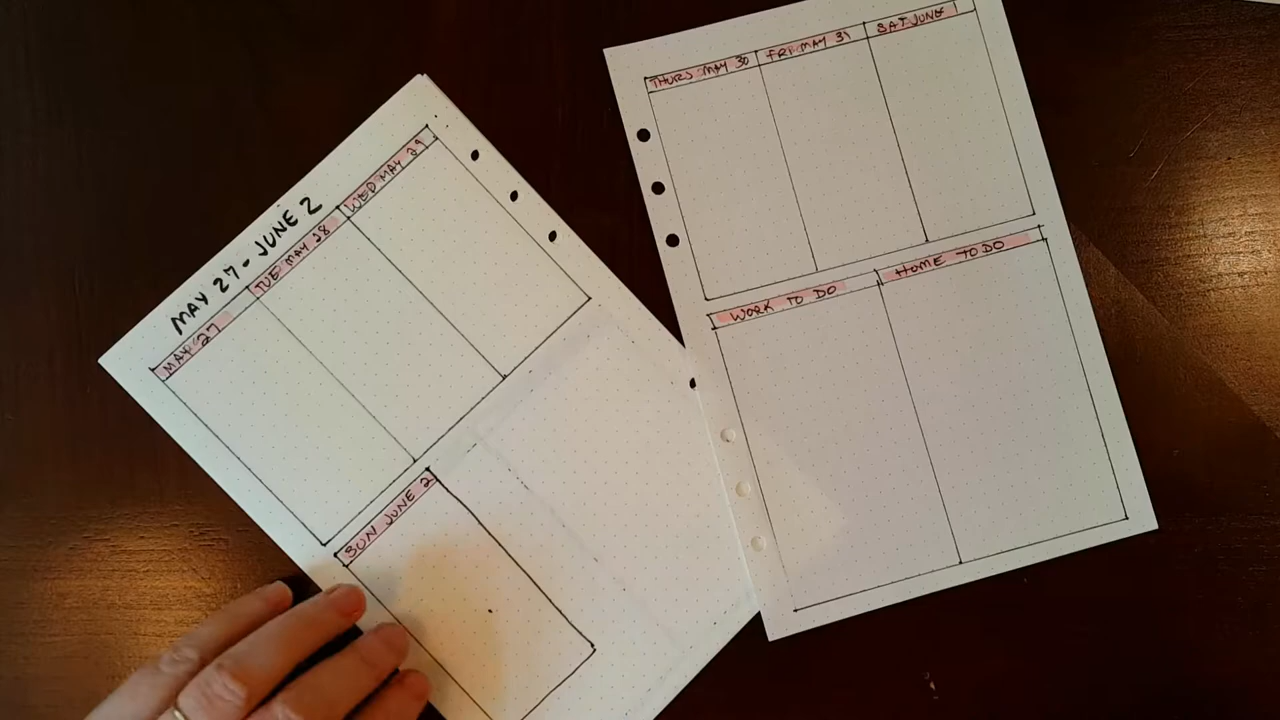 MAY 27 - JUNE 2
MAY 27
TUE MAY 28
WED MAY 29
SUN JUNE 2
THURS MAY 30
FRI MAY 31
SAT JUNE 1
WORK TO DO
HOME TO DO